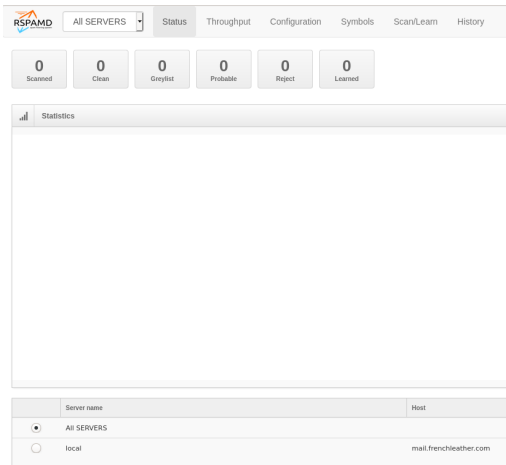 RSPAMD
All SERVERS
Status
Throughput
Configuration
Symbols
Scan/Learn
History
0
Scanned
0
Clean
0
Greylist
0
Probable
0
Reject
0
Learned
Statistics
Server name
Host
All SERVERS
local
mail.frenchleather.com